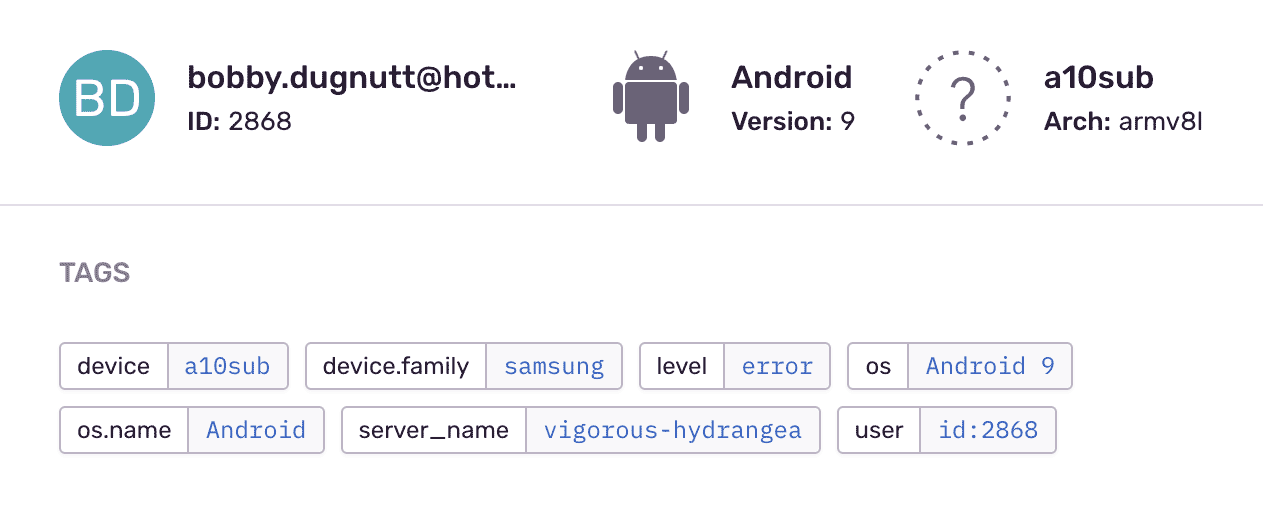 BD
bobby.dugnutt@hot...
ID: 2868
Android
Version: 9
?
a10sub
Arch: armv8l
TAGS
device a10sub device.family samsung level error os Android 9
os.name Android server_name vigorous-hydrangea user id:2868